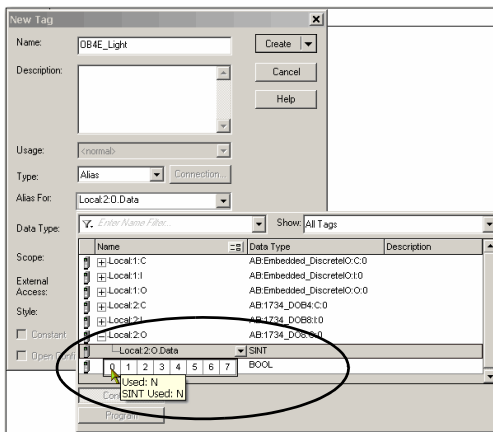 New Tag
Name: OB4E_Light Create
Description: Cancel
Help
Usage: <normal>
Type: Alias Connection...
Alias For: Local:2:O.Data
Data Type: Enter Name Filter... Show: All Tags
Name Data Type Description
Scope: Local:1:C AB:Embedded_DiscreteIO:C:0
Local:1:I AB:Embedded_DiscreteIO:I:0
External Access: Local:1:O AB:Embedded_DiscreteIO:O:0
Local:2:C AB:1734_DOB4:C:0
Style: Local:2:I AB:1734_DOB8:I:0
Constant Local:2:O
Local:2:O.Data SINT
Open 0 1 2 3 4 5 6 7 BOOL
Used: N
SINT Used: N
Program